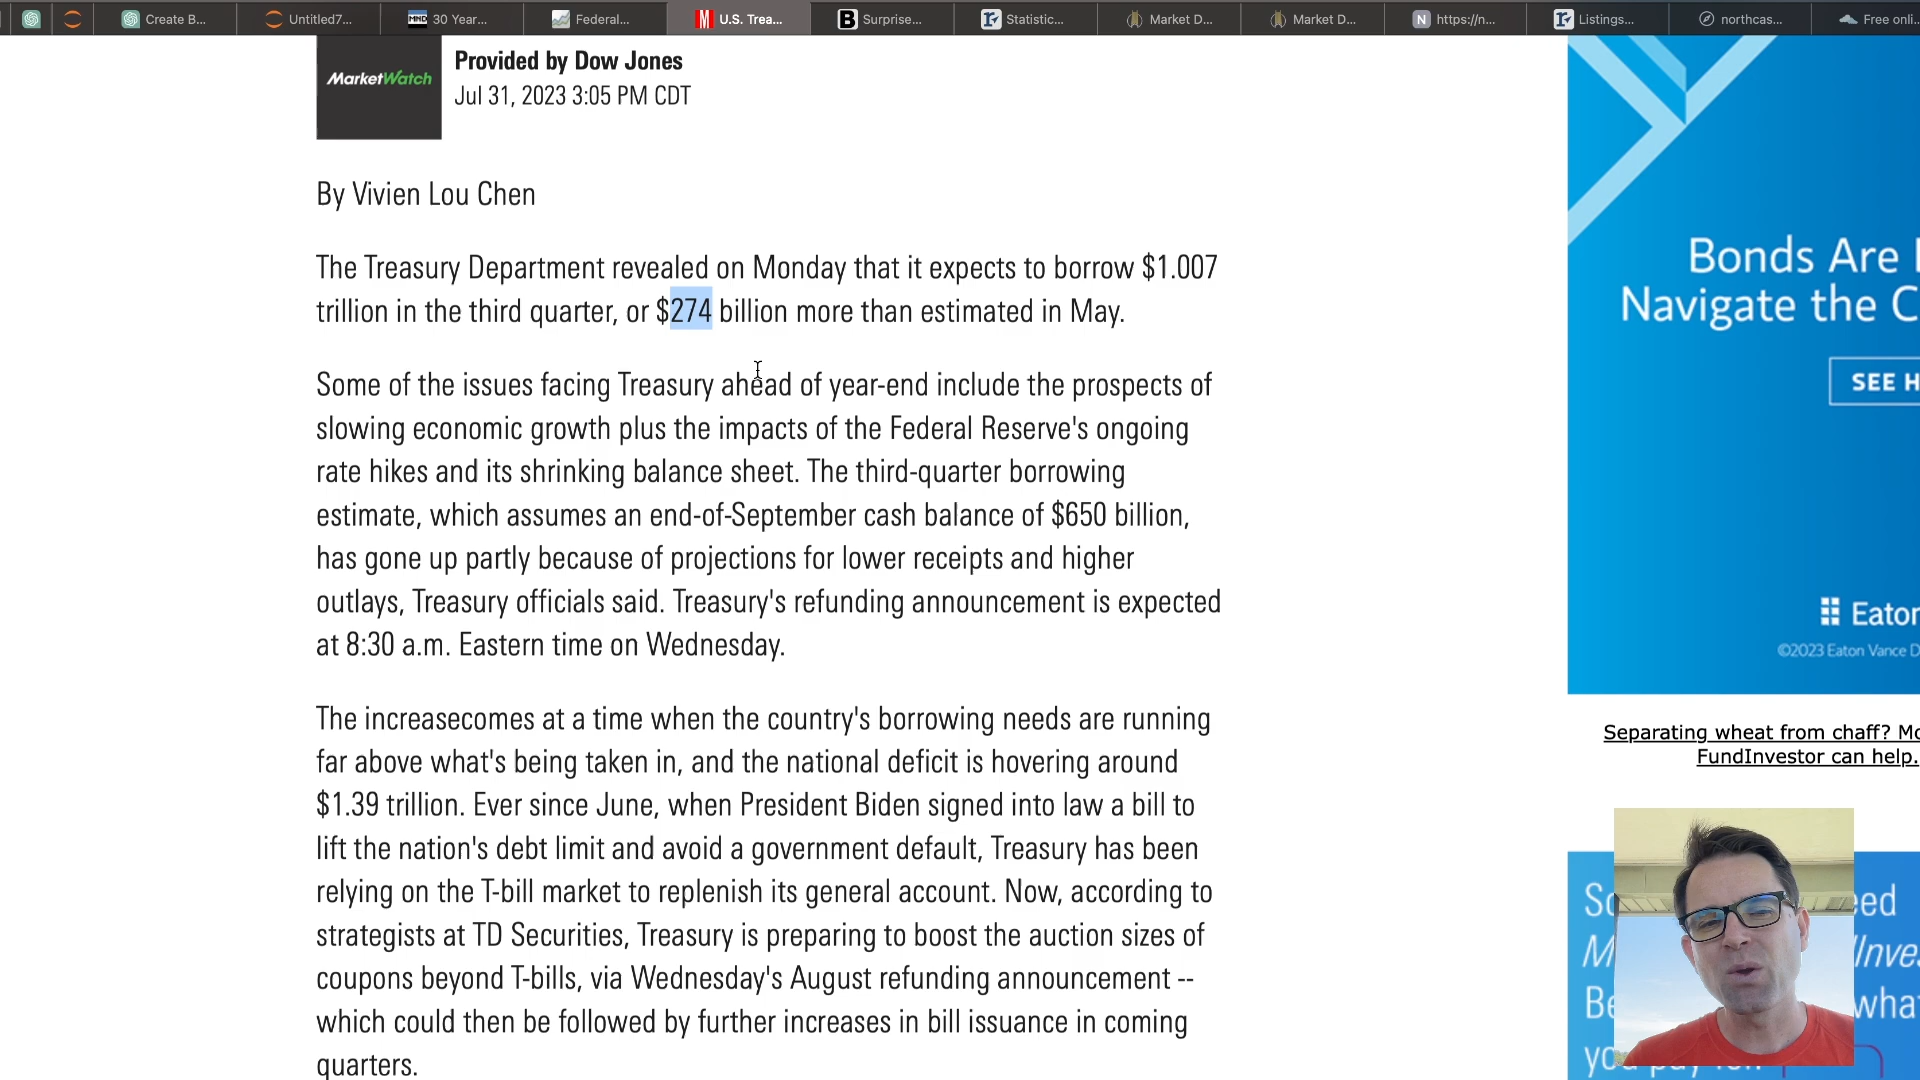 Create B...
Untitled7...
MND 30 Year...
Federal...
M U.S. Trea...
B Surprise...
r Statistic...
Market D...
Market D...
N https://n...
r Listings...
northcas...
Free onli...
MarketWatch
Provided by Dow Jones
Jul 31, 2023 3:05 PM CDT
By Vivien Lou Chen
The Treasury Department revealed on Monday that it expects to borrow $1.007
trillion in the third quarter, or $274 billion more than estimated in May.
Some of the issues facing Treasury ahead of year-end include the prospects of
slowing economic growth plus the impacts of the Federal Reserve's ongoing
rate hikes and its shrinking balance sheet. The third-quarter borrowing
estimate, which assumes an end-of-September cash balance of $650 billion,
has gone up partly because of projections for lower receipts and higher
outlays, Treasury officials said. Treasury's refunding announcement is expected
at 8:30 a.m. Eastern time on Wednesday.
The increasecomes at a time when the country's borrowing needs are running
far above what's being taken in, and the national deficit is hovering around
$1.39 trillion. Ever since June, when President Biden signed into law a bill to
lift the nation's debt limit and avoid a government default, Treasury has been
relying on the T-bill market to replenish its general account. Now, according to
strategists at TD Securities, Treasury is preparing to boost the auction sizes of
coupons beyond T-bills, via Wednesday's August refunding announcement --
which could then be followed by further increases in bill issuance in coming
quarters.
Bonds Are
Navigate the C
SEE H
Eaton
©2023 Eaton Vance D
Separating wheat from chaff? Mo
FundInvestor can help.